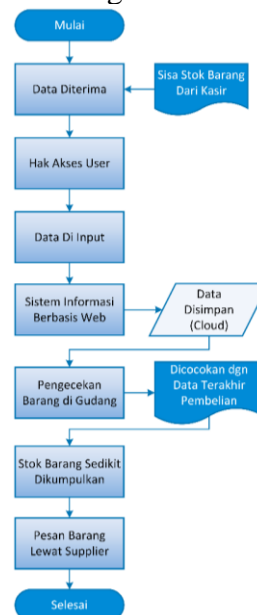 Mulai
Data Diterima
Sisa Stok Barang
Dari Kasir
Hak Akses User
Data Di Input
Sistem Informasi
Berbasis Web
Data
Disimpan
(Cloud)
Pengecekan
Barang di Gudang
Dicocokan dgn
Data Terakhir
Pembelian
Stok Barang Sedikit
Dikumpulkan
Pesan Barang
Lewat Supplier
Selesai